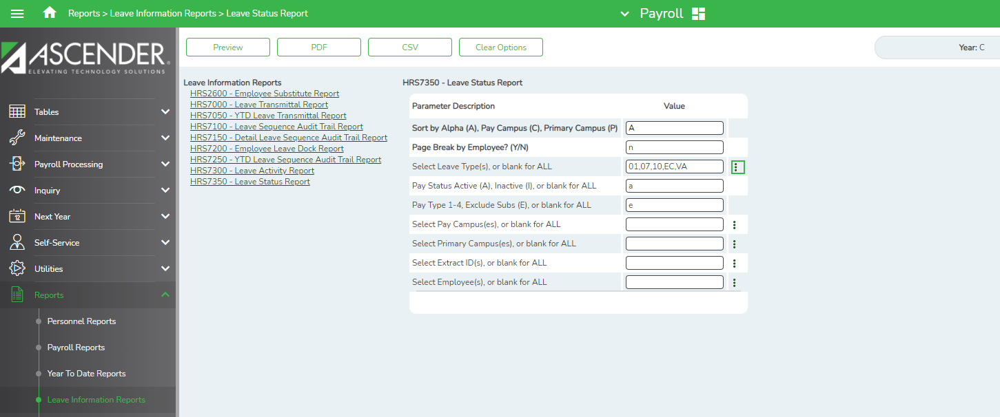 Reports > Leave Information Reports > Leave Status Report
Payroll
ASCENDER
ELEVATING TECHNOLOGY SOLUTIONS
Tables
Maintenance
Payroll Processing
Inquiry
12
Next Year
Self-Service
Utilities
Reports
Personnel Reports
Payroll Reports
Year To Date Reports
Leave Information Reports
Preview
PDF
CSV
Clear Options
Year: C
Leave Information Reports
HRS2600 - Employee Substitute Report
HRS7000 - Leave Transmittal Report
HRS7050 - YTD Leave Transmittal Report
HRS7100 - Leave Sequence Audit Trail Report
HRS7150 - Detail Leave Sequence Audit Trail Report
HRS7200 - Employee Leave Dock Report
HRS7250 - YTD Leave Sequence Audit Trail Report
HRS7300 - Leave Activity Report
HRS7350 - Leave Status Report
HRS7350 - Leave Status Report
Parameter Description Value
Sort by Alpha (A), Pay Campus (C), Primary Campus (P) A
Page Break by Employee? (Y/N) n
Select Leave Type(s), or blank for ALL 01,07,10,EC,VA
Pay Status Active (A), Inactive (I), or blank for ALL a
Pay Type 1-4, Exclude Subs (E), or blank for ALL e
Select Pay Campus(es), or blank for ALL
Select Primary Campus(es), or blank for ALL
Select Extract ID(s), or blank for ALL
Select Employee(s), or blank for ALL